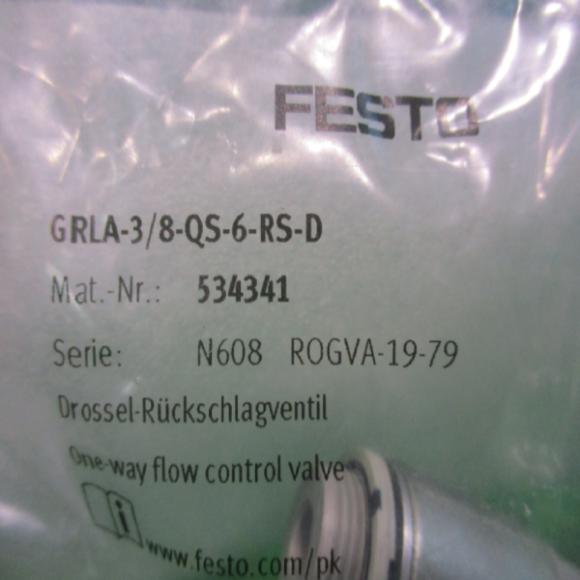 FESTO
GRLA-3/8-QS-6-RS-D
Mat.-Nr.: 534341
Serie: N608 ROGVA-19-79
Drossel-Rückschlagventil
One-way flow control valve
www.festo.com/pk